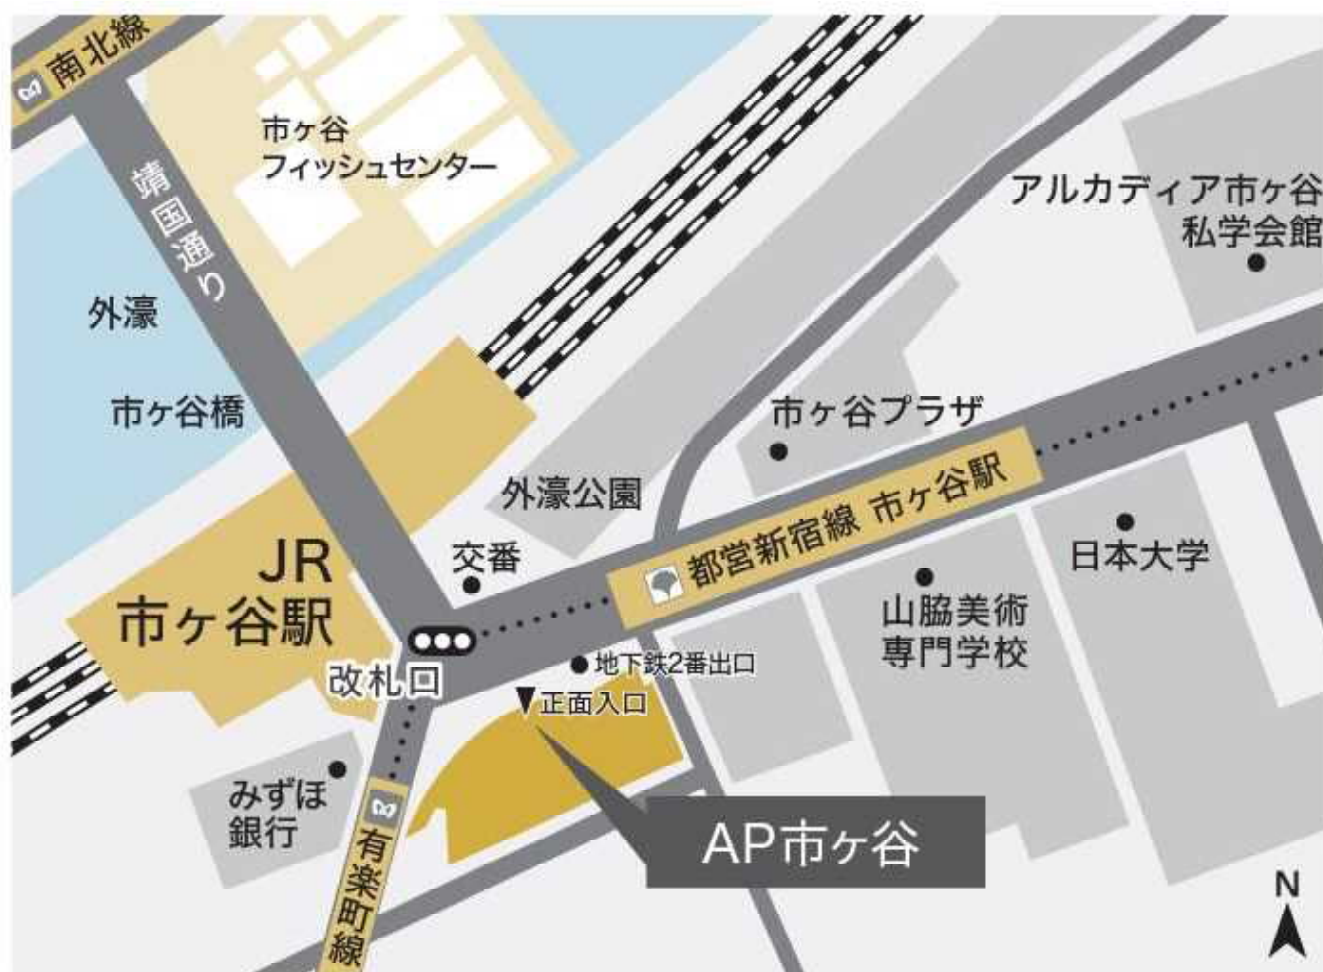 南北線
市ヶ谷
フィッシュセンター
靖国通り
アルカディア市ヶ谷
私学会館
外濠
市ヶ谷橋
市ヶ谷プラザ
外濠公園
都営新宿線 市ヶ谷駅
JR
市ヶ谷駅
交番
日本大学
山脇美術
専門学校
改札口
地下鉄2番出口
正面入口
みずほ
銀行
AP市ヶ谷
有楽町線
N